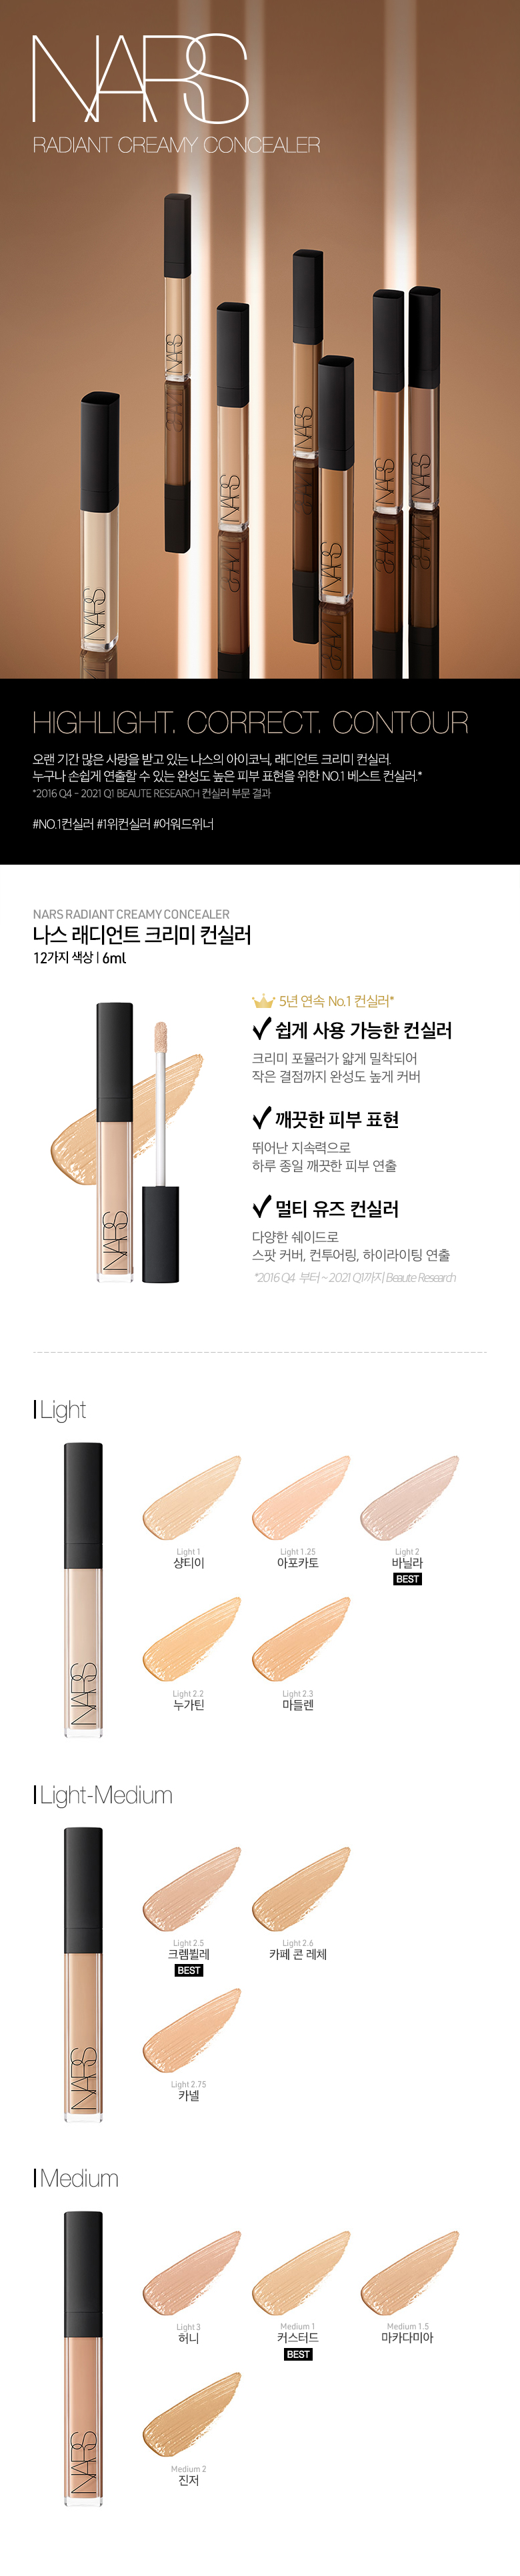 NARS
RADIANT CREAMY CONCEALER
NARS
NARS
NARS
NARS
NARS
NARS
NARS
HIGHLIGHT. CORRECT. CONTOUR
오랜 기간 많은 사랑을 받고 있는 나스의 아이코닉, 래디언트 크리미 컨실러.
누구나 손쉽게 연출할 수 있는 완성도 높은 피부 표현을 위한 NO.1 베스트 컨실러.*
*2016 Q4 - 2021 Q1 BEAUTE RESEARCH 컨실러 부문 결과
#NO.1컨실러 #1위컨실러 #어워드위너
NARS RADIANT CREAMY CONCEALER
나스 래디언트 크리미 컨실러
12가지 색상 | 6ml
5년 연속 No.1 컨실러*
쉽게 사용 가능한 컨실러
크리미 포뮬러가 얇게 밀착되어
작은 결점까지 완성도 높게 커버
깨끗한 피부 표현
뛰어난 지속력으로
하루 종일 깨끗한 피부 연출
멀티 유즈 컨실러
다양한 쉐이드로
스팟 커버, 컨투어링, 하이라이팅 연출
*2016 Q4 부터 ~ 2021 Q1까지 Beaute Research
NARS
Light
NARS
Light 1
샹티이
Light 1.25
아포카토
Light 2
바닐라
BEST
Light 2.2
누가틴
Light 2.3
마들렌
Light-Medium
NARS
Light 2.5
크렘뷜레
BEST
Light 2.6
카페 콘 레체
Light 2.75
카넬
Medium
NARS
Light 3
허니
Medium 1
커스터드
BEST
Medium 1.5
마카다미아
Medium 2
진저